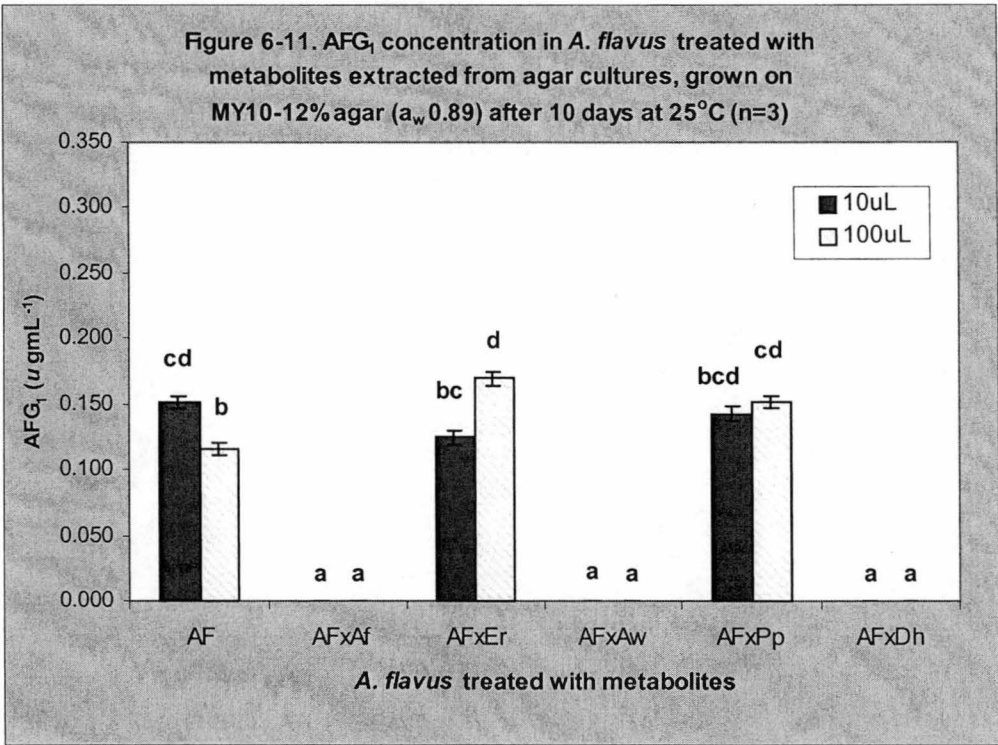 Figure 6-11. AFG₁ concentration in A. flavus treated with
metabolites extracted from agar cultures, grown on
MY10-12% agar (aw 0.89) after 10 days at 25°C (n=3)
0.350
0.300
0.250
0.200
0.150
0.100
0.050
0.000
AFG₁ (ugmL⁻¹)
10uL
100uL
cd
b
a a
bc
d
a a
bcd
cd
a a
AF AFxAf AFxEr AFxAw AFxPp AFxDh
A. flavus treated with metabolites